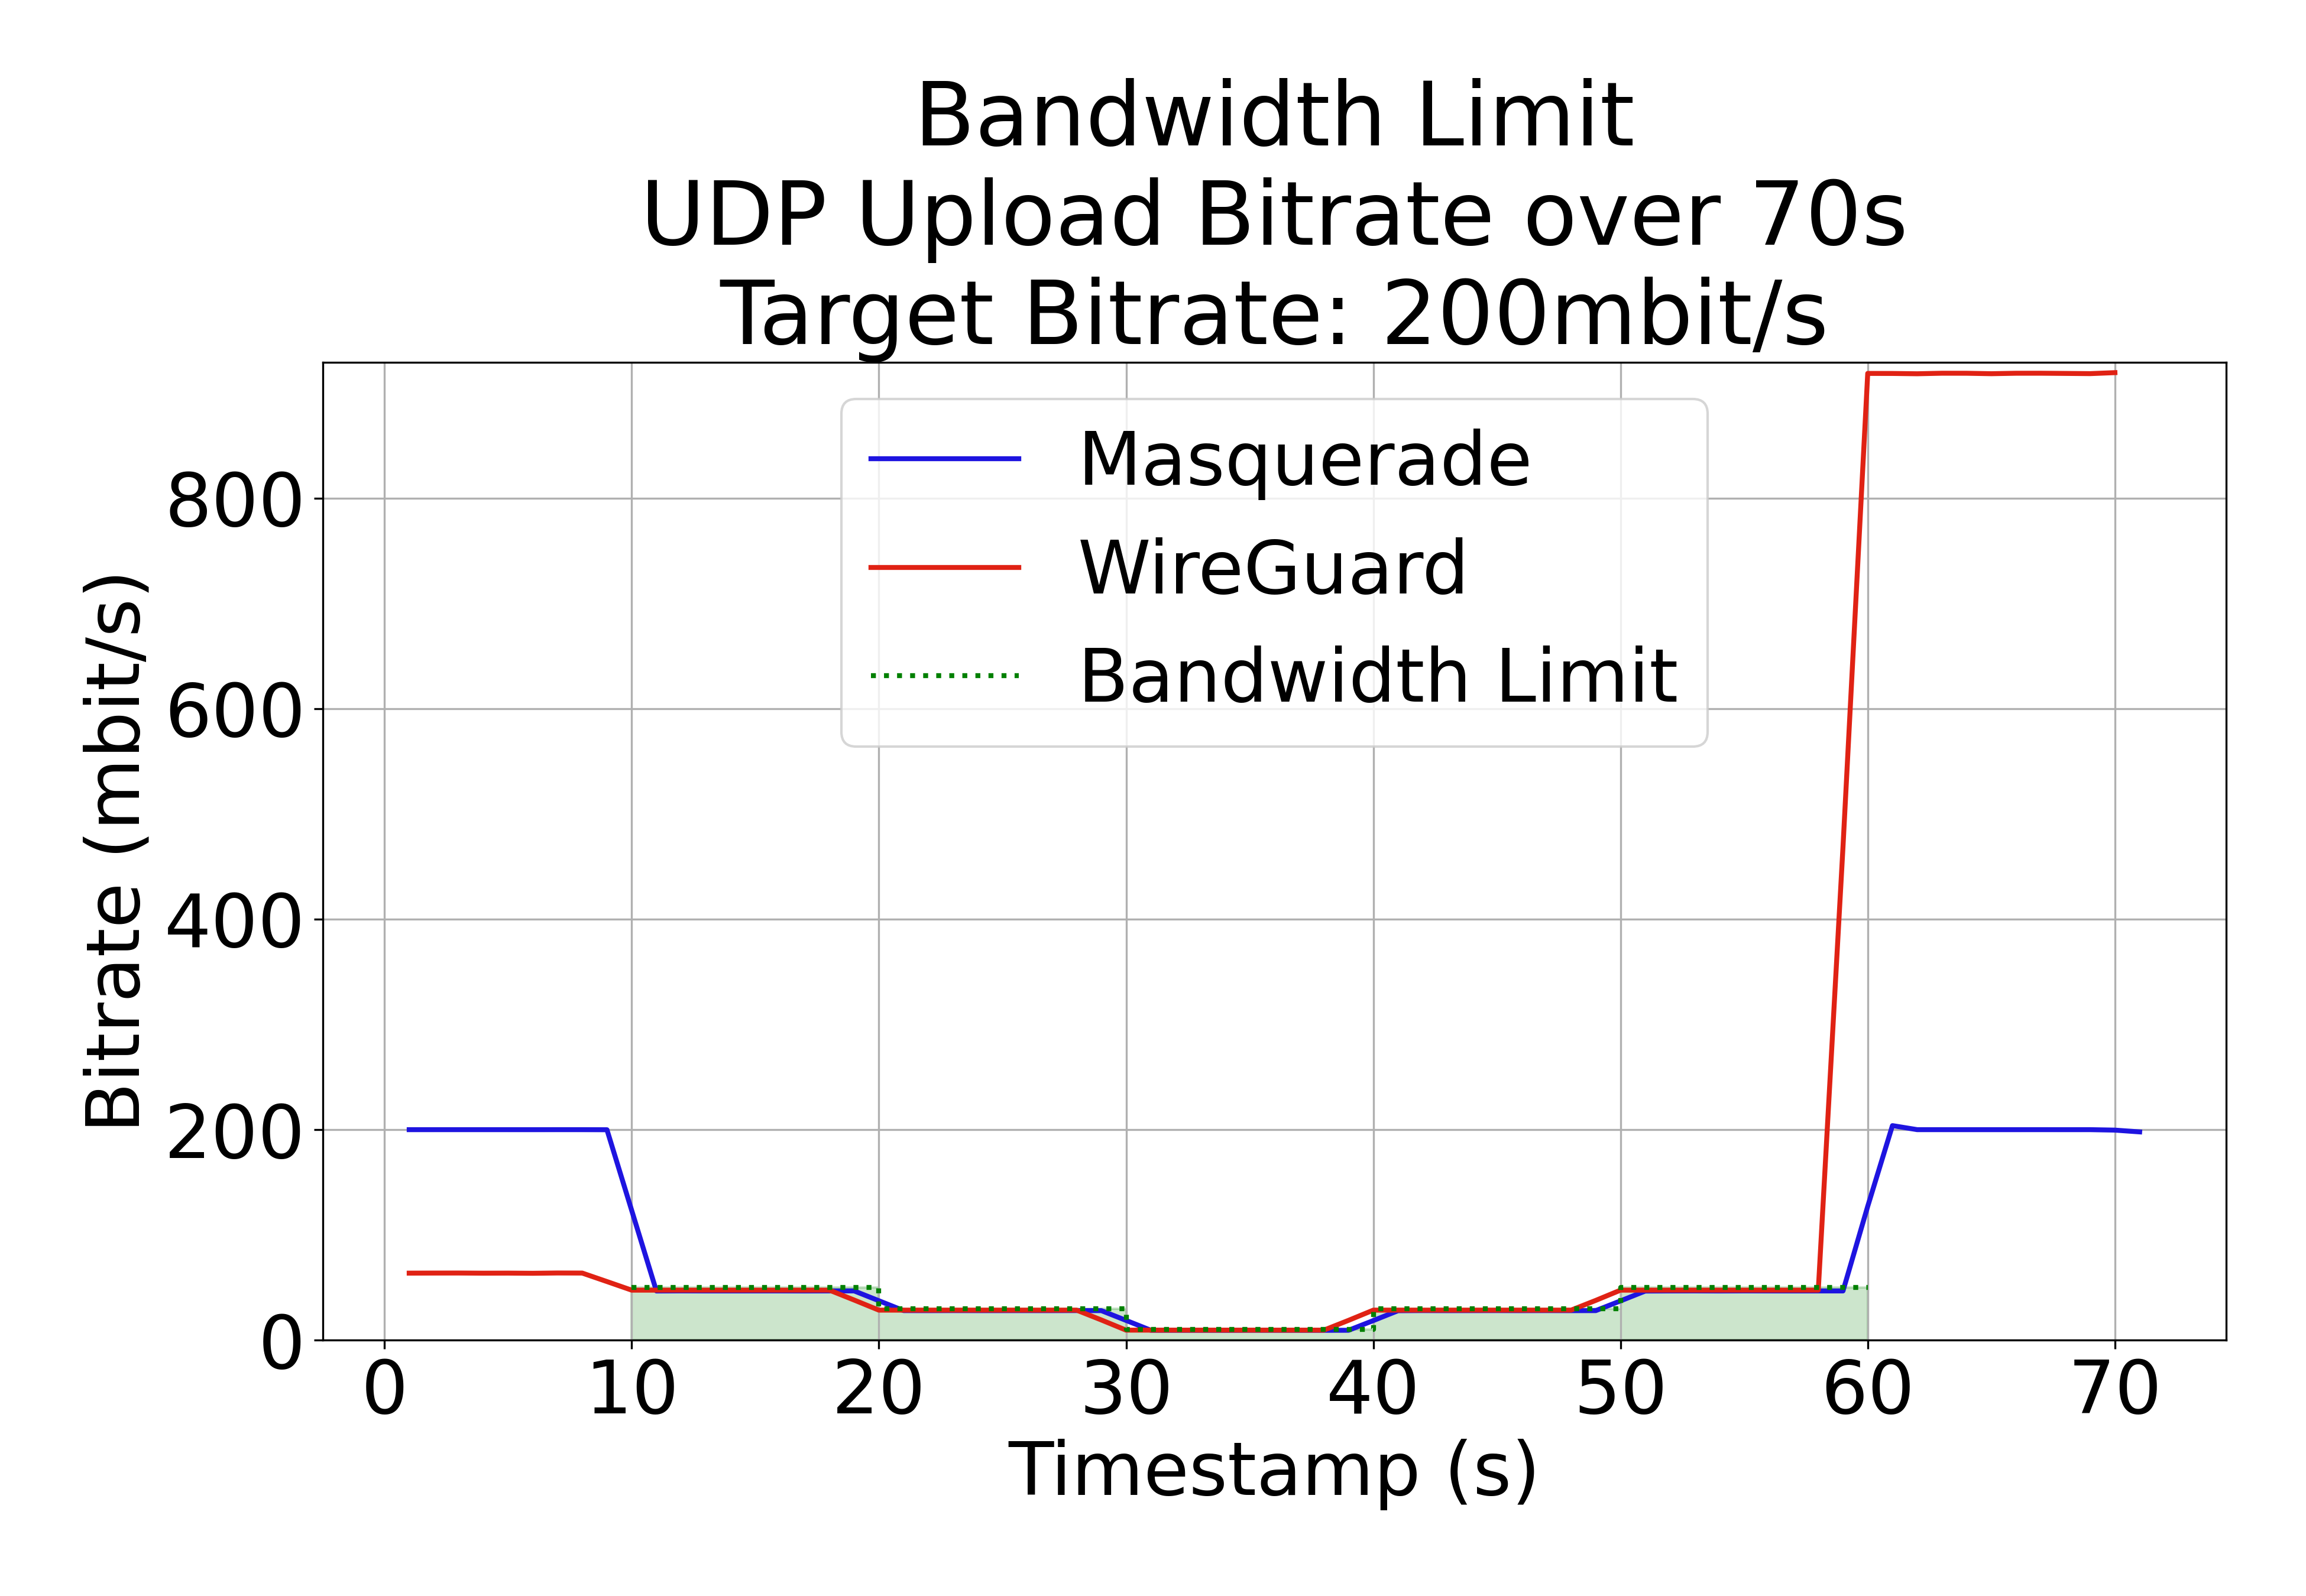 Bandwidth Limit
UDP Upload Bitrate over 70s
Target Bitrate: 200mbit/s
Masquerade
WireGuard
Bandwidth Limit
Bitrate (mbit/s)
800
600
400
200
0
0 10 20 30 40 50 60 70
Timestamp (s)